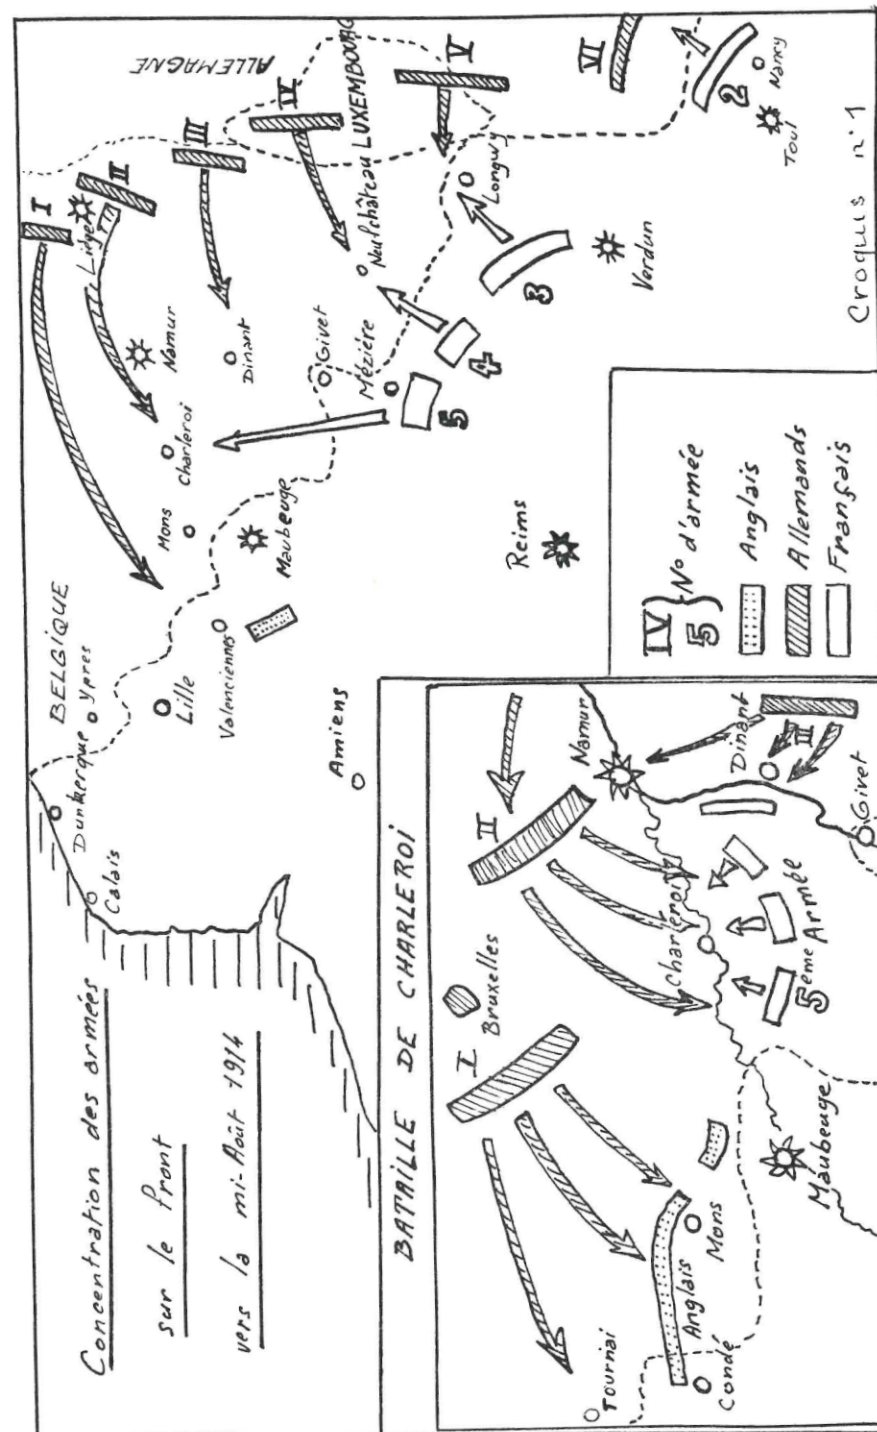 Concentration des armées
sur le front
vers la mi-Août 1914
BELGIQUE
ALLEMAGNE
LUXEMBOURG
Dunkerque
Calais
Ypres
Lille
Valenciennes
Amiens
Mons
Maubeuge
Charleroi
Namur
Liège
Dinant
Givet
Mézière
Neufchâteau
Longwy
Verdun
Reims
Toul
Nancy
I
II
III
IV
V
VI
5
4
3
2
Croquis n°1
IV
5
N° d'armée
Anglais
Allemands
Français
BATAILLE DE CHARLEROI
Bruxelles
I
II
III
Tournai
Condé
Anglais
Mons
Maubeuge
Charleroi
Namur
Dinant
Givet
5ème Armée